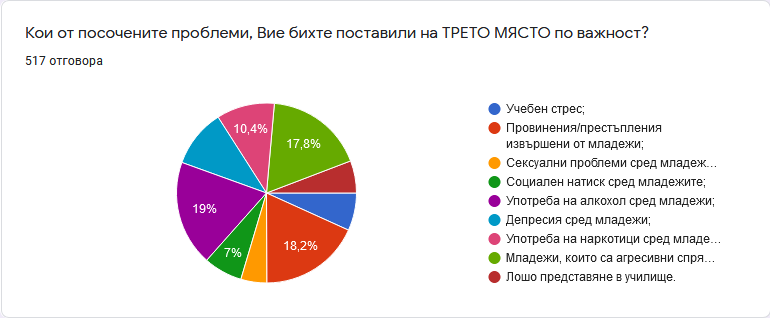 Кои от посочените проблеми, Вие бихте поставили на ТРЕТО МЯСТО по важност?
517 отговора
10,4%
17,8%
19%
7%
18,2%
Учебен стрес;
Провинения/престъпления
извършени от младежи;
Сексуални проблеми сред младеж…
Социален натиск сред младежите;
Употреба на алкохол сред младежи;
Депресия сред младежи;
Употреба на наркотици сред младе…
Младежи, които са агресивни спря…
Лошо представяне в училище.